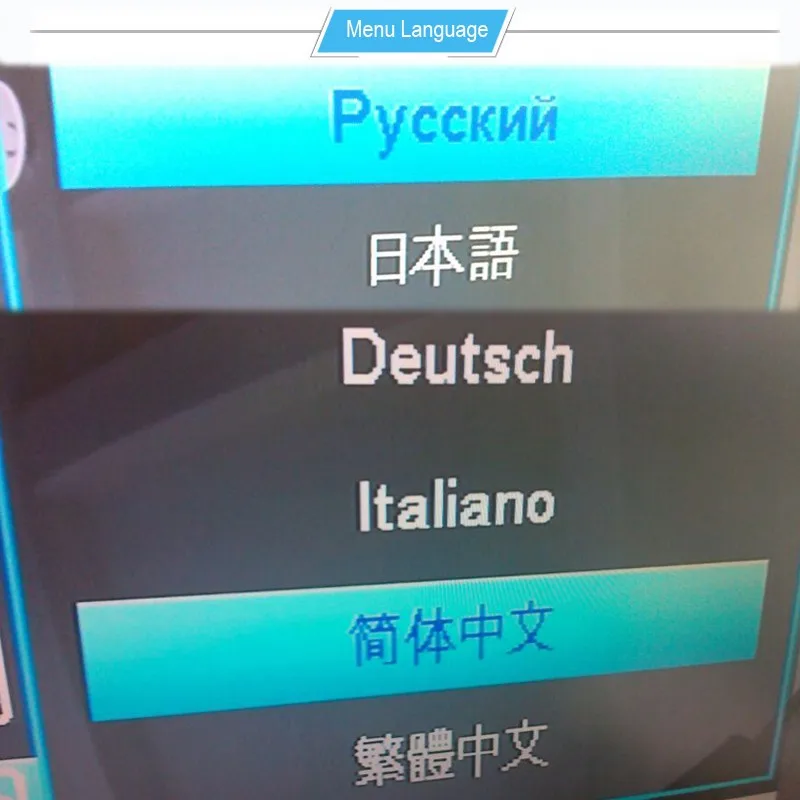 Menu Language
Русский
日本語
Deutsch
Italiano
简体中文
繁體中文